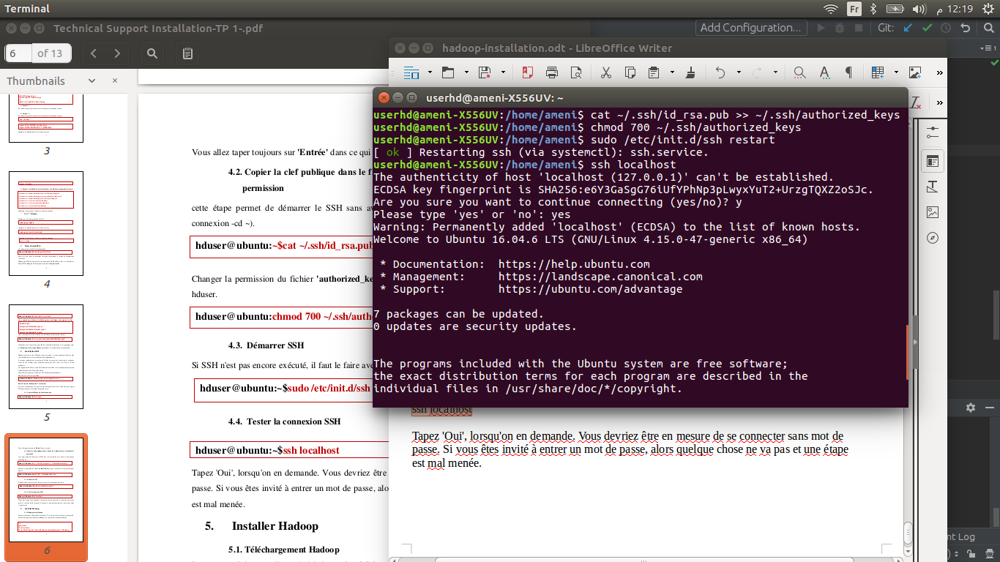 Terminal
Fr
م 12:19
Technical Support Installation-TP 1-.pdf
Add Configuration...
Git:
6
of 13
Thumbnails
3
4
5
6
Vous allez taper toujours sur 'Entrée' dans ce qui
4.2. Copier la clef publique dans le f
permission
cette étape permet de démarrer le SSH sans av
connexion -cd ~).
hduser@ubuntu:~$cat ~/.ssh/id_rsa.pub
Changer la permission du fichier 'authorized_ke
hduser.
hduser@ubuntu:chmod 700 ~/.ssh/auth
4.3. Démarrer SSH
Si SSH n'est pas encore exécuté, il faut le faire ave
hduser@ubuntu:~$sudo /etc/init.d/ssh
4.4. Tester la connexion SSH
hduser@ubuntu:~$ssh localhost
Tapez 'Oui', lorsqu'on en demande. Vous devriez être
passe. Si vous êtes invité à entrer un mot de passe, alo
est mal menée.
5. Installer Hadoop
5.1. Téléchargement Hadoop
hadoop-installation.odt - LibreOffice Writer
userhd@ameni-X556UV: ~
userhd@ameni-X556UV:/home/ameni$ cat ~/.ssh/id_rsa.pub >> ~/.ssh/authorized_keys
userhd@ameni-X556UV:/home/ameni$ chmod 700 ~/.ssh/authorized_keys
userhd@ameni-X556UV:/home/ameni$ sudo /etc/init.d/ssh restart
[ ok ] Restarting ssh (via systemctl): ssh.service.
userhd@ameni-X556UV:/home/ameni$ ssh localhost
The authenticity of host 'localhost (127.0.0.1)' can't be established.
ECDSA key fingerprint is SHA256:e6Y3GaSgG76iUfYPhNp3pLwyxYuT2+UrzgTQXZ2oSJc.
Are you sure you want to continue connecting (yes/no)? y
Please type 'yes' or 'no': yes
Warning: Permanently added 'localhost' (ECDSA) to the list of known hosts.
Welcome to Ubuntu 16.04.6 LTS (GNU/Linux 4.15.0-47-generic x86_64)
* Documentation: https://help.ubuntu.com
* Management: https://landscape.canonical.com
* Support: https://ubuntu.com/advantage
7 packages can be updated.
0 updates are security updates.
The programs included with the Ubuntu system are free software;
the exact distribution terms for each program are described in the
individual files in /usr/share/doc/*/copyright.
ssh localhost
Tapez 'Oui', lorsqu'on en demande. Vous devriez être en mesure de se connecter sans mot de
passe. Si vous êtes invité à entrer un mot de passe, alors quelque chose ne va pas et une étape
est mal menée.
nt Log